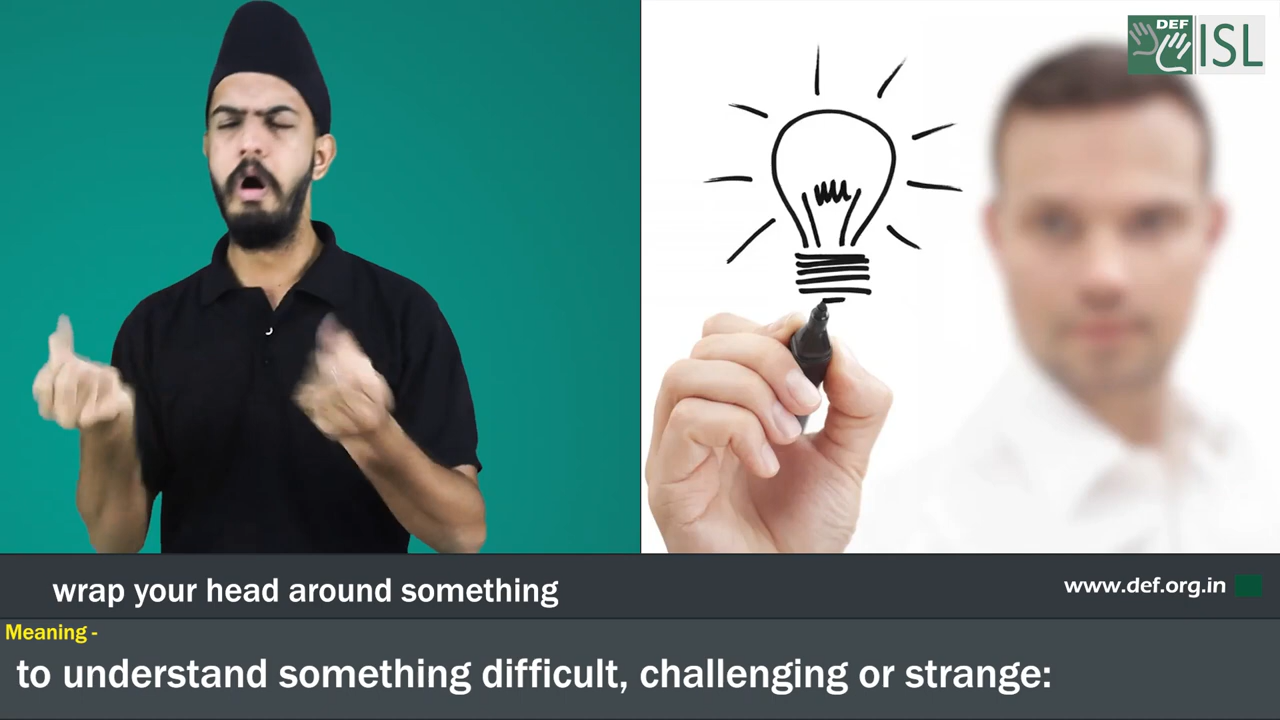 DEF
ISL
wrap your head around something
www.def.org.in
Meaning -
to understand something difficult, challenging or strange: